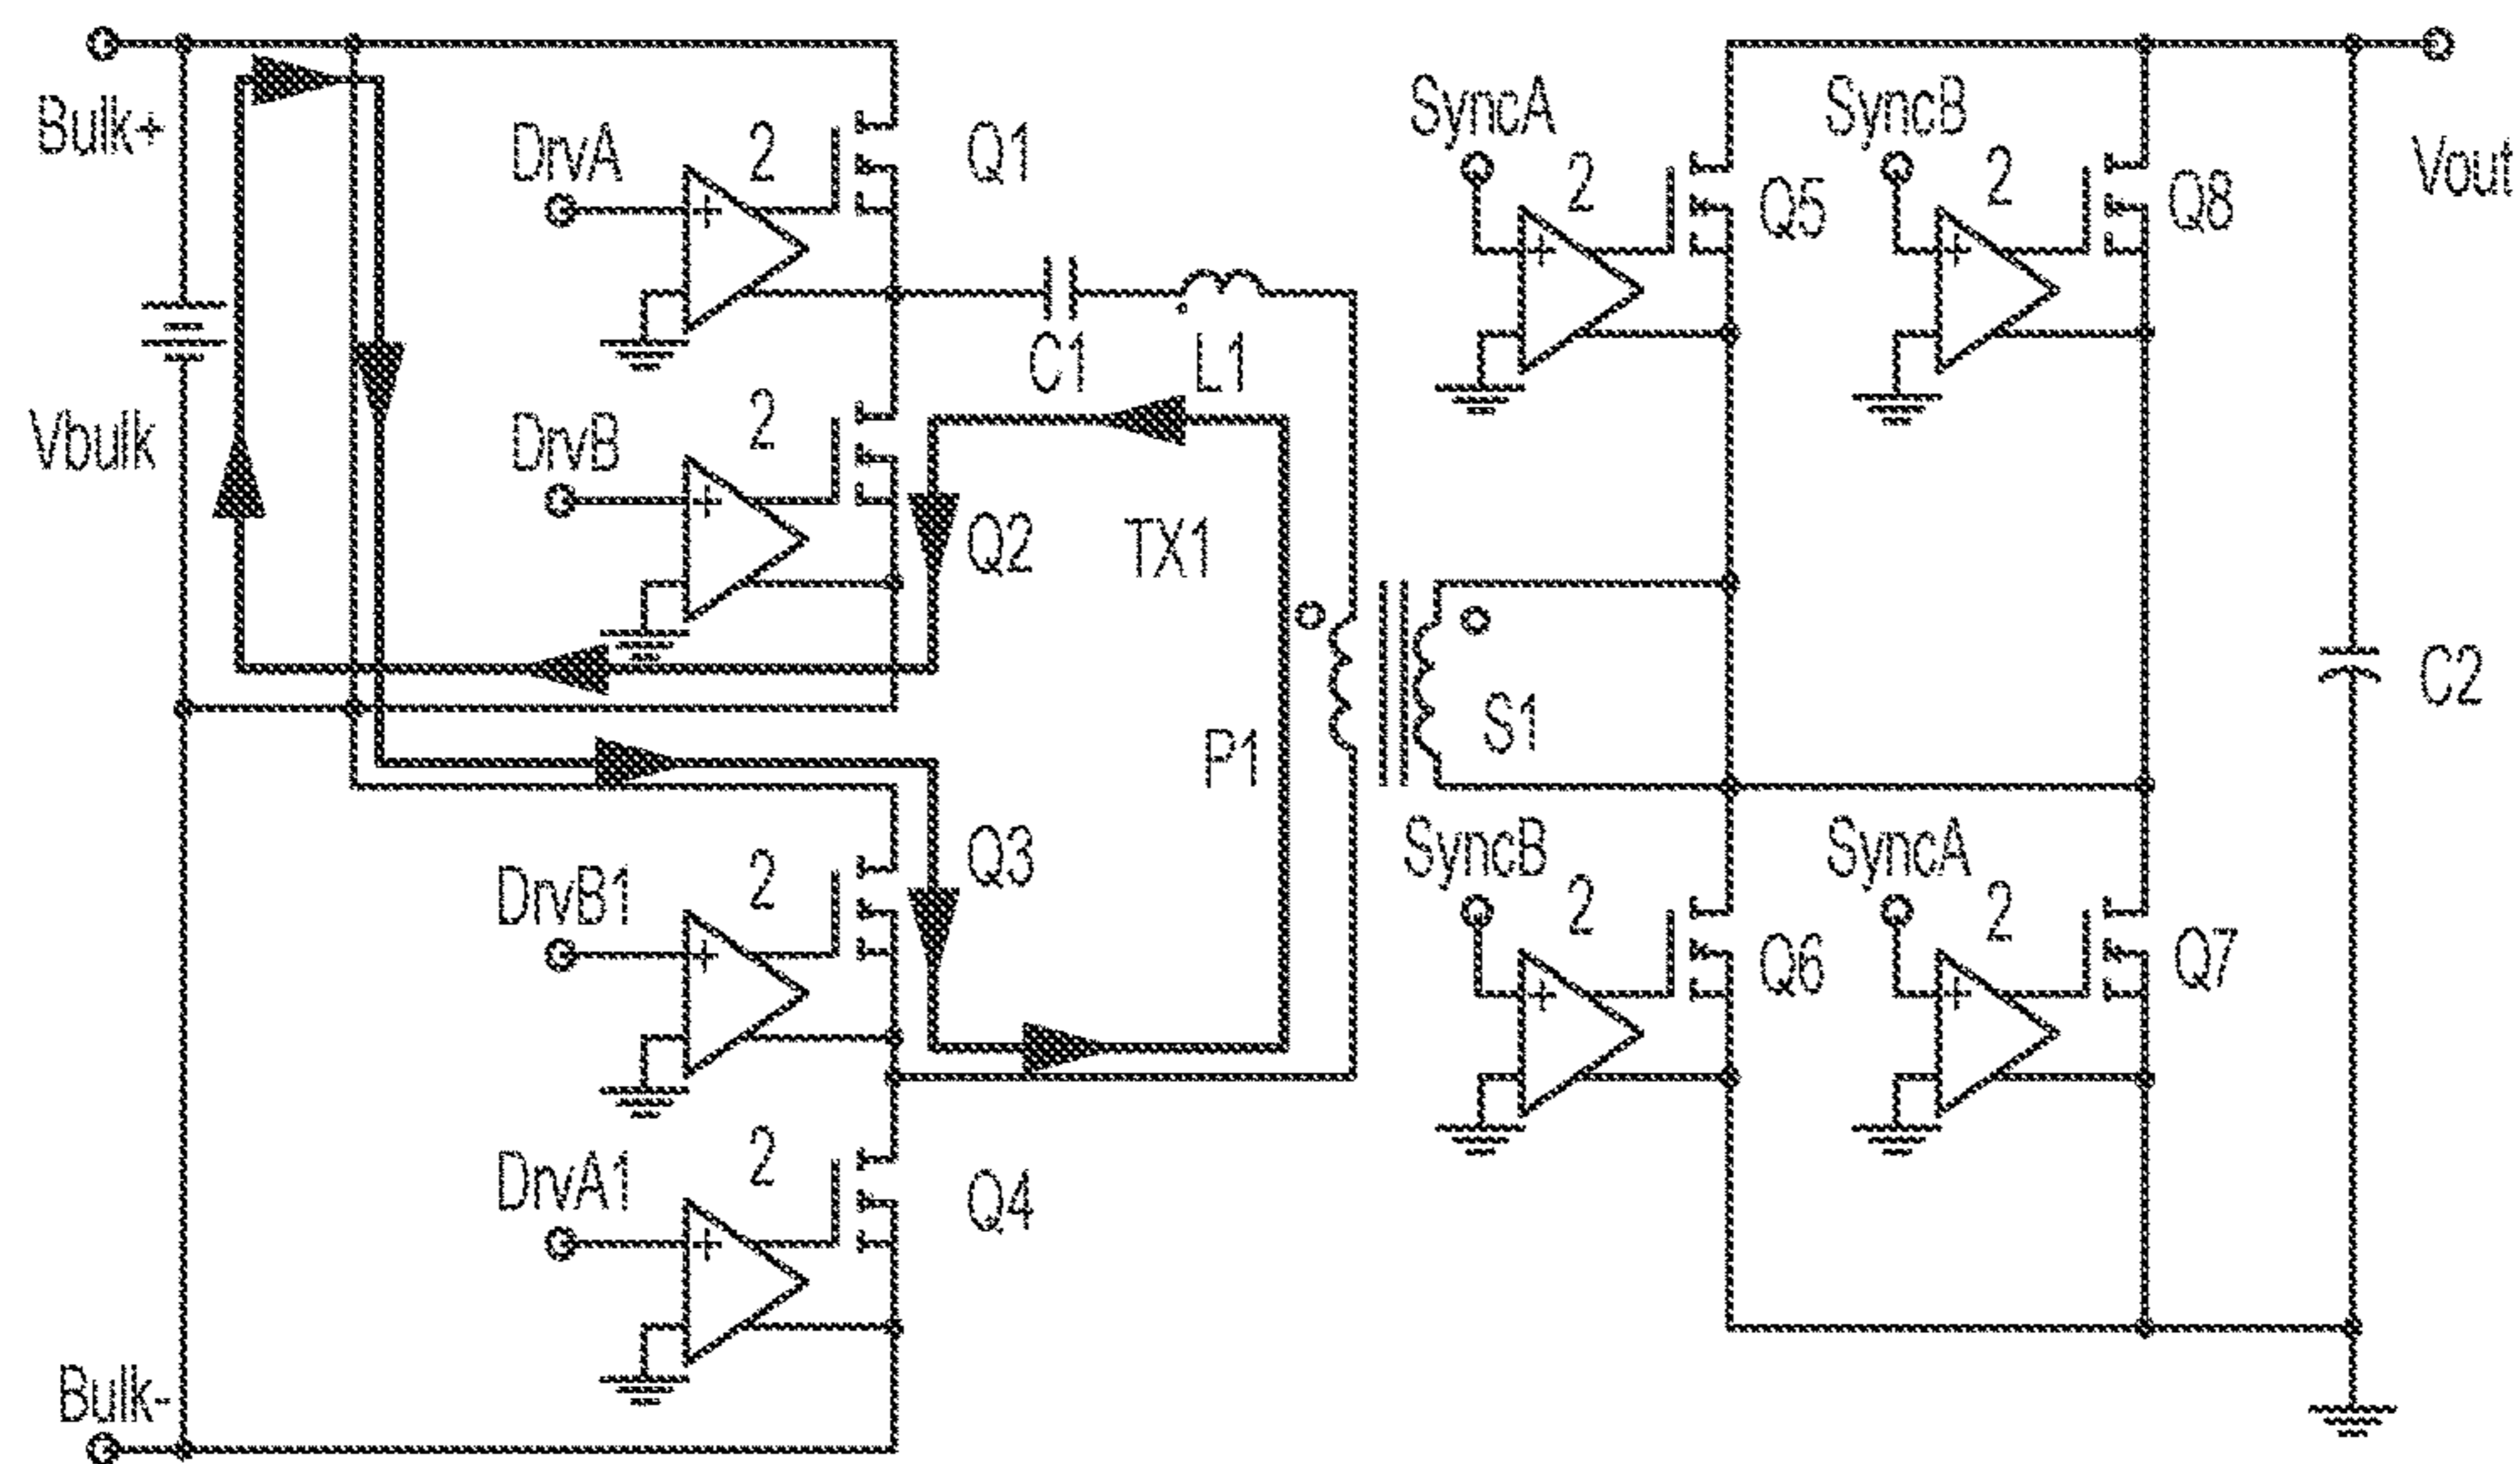 Bulk+
Vbulk
Bulk-
DrvA
2
Q1
DrvB
2
Q2
C1
L1
TX1
P1
S1
DrvB1
2
Q3
DrvA1
2
Q4
SyncA
2
Q5
SyncB
2
Q8
Vout
C2
SyncB
2
Q6
SyncA
2
Q7